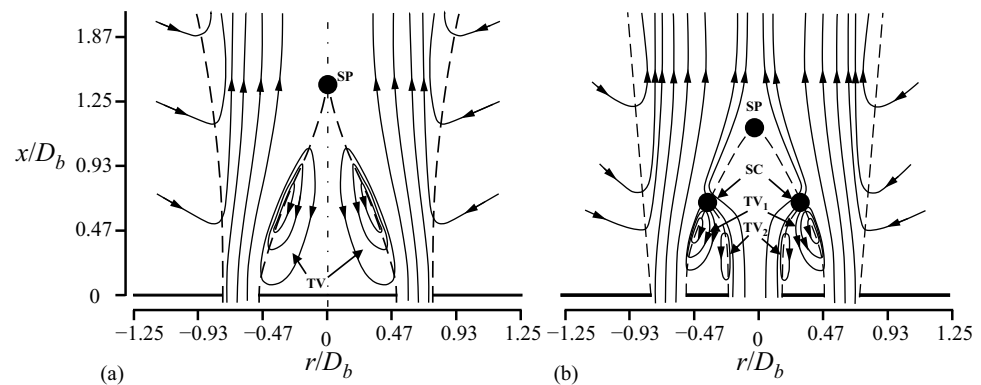 1.87
1.25
0.93
0.47
0
x/D_b
SP
TV
−1.25 −0.93 −0.47 0 0.47 0.93 1.25
r/D_b
(a)
SP
SC
TV₁
TV₂
−1.25 −0.93 −0.47 0 0.47 0.93 1.25
r/D_b
(b)